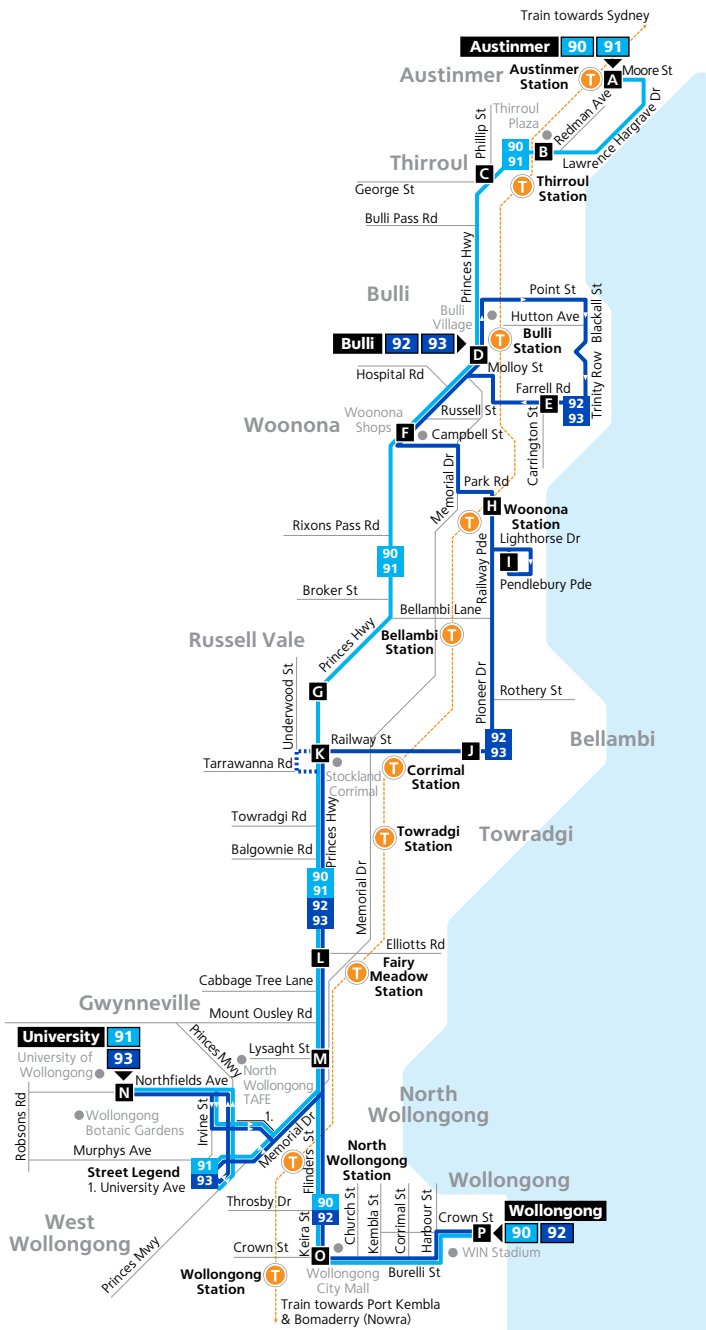 Train towards Sydney
Austinmer 90 91
Austinmer
Austinmer
Station
T
A
Moore St
Redman Ave
Lawrence Hargrave Dr
Thirroul
Plaza
Phillip St
90
91
B
Thirroul
C
George St
T
Thirroul
Station
Bulli Pass Rd
Princes Hwy
Bulli
Point St
Blackall St
Bulli
Village
Hutton Ave
Bulli 92 93
D
T
Bulli
Station
Molloy St
Hospital Rd
Farrell Rd
Trinity Row
E
92
93
Woonona
Woonona
Shops
Russell St
F
Campbell St
Carrington St
Memorial Dr
Park Rd
H
Woonona
Station
T
Rixons Pass Rd
Lighthorse Dr
Railway Pde
I
Pendlebury Pde
90
91
Broker St
Bellambi Lane
Princes Hwy
Bellambi
Station
T
Russell Vale
Underwood St
G
Pioneer Dr
Rothery St
Bellambi
Railway St
K
J
92
93
Tarrawanna Rd
Stockland
Corrimal
T
Corrimal
Station
Princes Hwy
Towradgi Rd
T
Towradgi
Station
Towradgi
Balgownie Rd
90
91
92
93
Memorial Dr
L
Elliotts Rd
T
Fairy
Meadow
Station
Cabbage Tree Lane
Gwynneville
Mount Ousley Rd
University 91
93
University of
Wollongong
Princes Mwy
Lysaght St
M
North
Wollongong
TAFE
N
Northfields Ave
Robsons Rd
Wollongong
Botanic Gardens
Irvine St
1.
Memorial Dr
North
Wollongong
Murphys Ave
Street Legend
1. University Ave
91
93
T
Flinders St
North
Wollongong
Station
West
Wollongong
Throsby Dr
90
92
Church St
Kembla St
Corrimal St
Harbour St
Wollongong
Crown St
Wollongong
P
90 92
Princes Mwy
Crown St
Keira St
O
WIN Stadium
Wollongong
Station
T
Wollongong
City Mall
Burelli St
Train towards Port Kembla
& Bomaderry (Nowra)